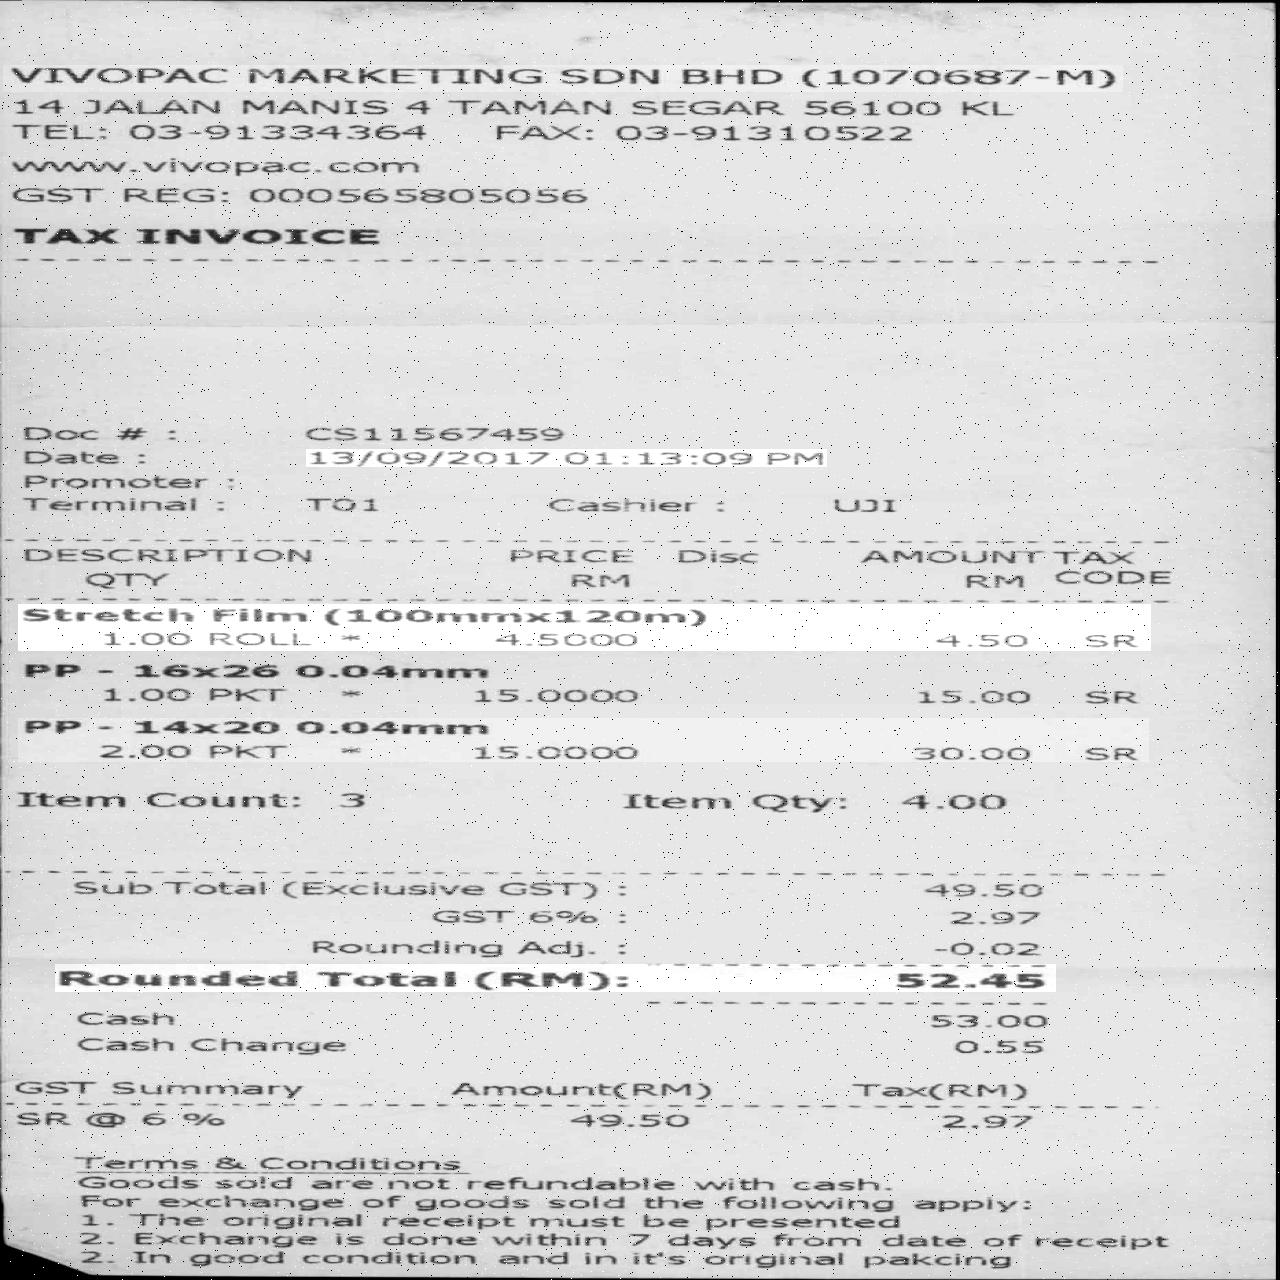 VIVOPAC MARKETING SDN BHD (1070687-M)
14 JALAN MANIS 4 TAMAN SEGAR 56100 KL
TEL: 03-91334364 FAX: 03-91310522
www.vivopac.com
GST REG: 000565805056
TAX INVOICE
Doc # : CS11567459
Date : 13/09/2017 01:13:09 PM
Promoter :
Terminal : T01 Cashier : UJI
DESCRIPTION PRICE Disc AMOUNT TAX
QTY RM RM CODE
Stretch Film (100mmx120m)
1.00 ROLL * 4.5000 4.50 SR
PP - 16x26 0.04mm
1.00 PKT * 15.0000 15.00 SR
PP - 14x20 0.04mm
2.00 PKT * 15.0000 30.00 SR
Item Count: 3 Item Qty: 4.00
Sub Total (Exclusive GST) : 49.50
GST 6% : 2.97
Rounding Adj. : -0.02
Rounded Total (RM): 52.45
Cash 53.00
Cash Change 0.55
GST Summary Amount(RM) Tax(RM)
SR @ 6 % 49.50 2.97
Terms & Conditions
Goods sold are not refundable with cash.
For exchange of goods sold the following apply:
1. The original receipt must be presented
2. Exchange is done within 7 days from date of receipt
2. In good condition and in it's original pakcing